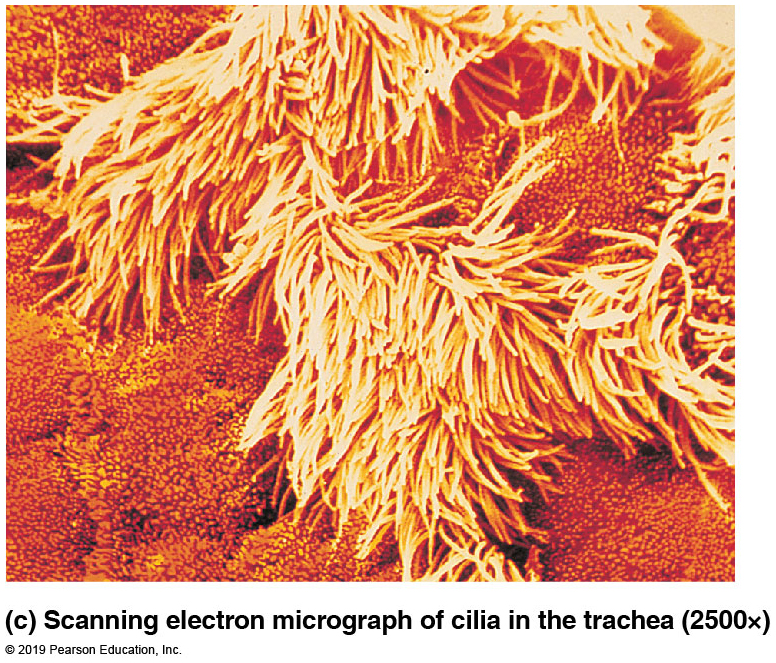 (c) Scanning electron micrograph of cilia in the trachea (2500×)
© 2019 Pearson Education, Inc.